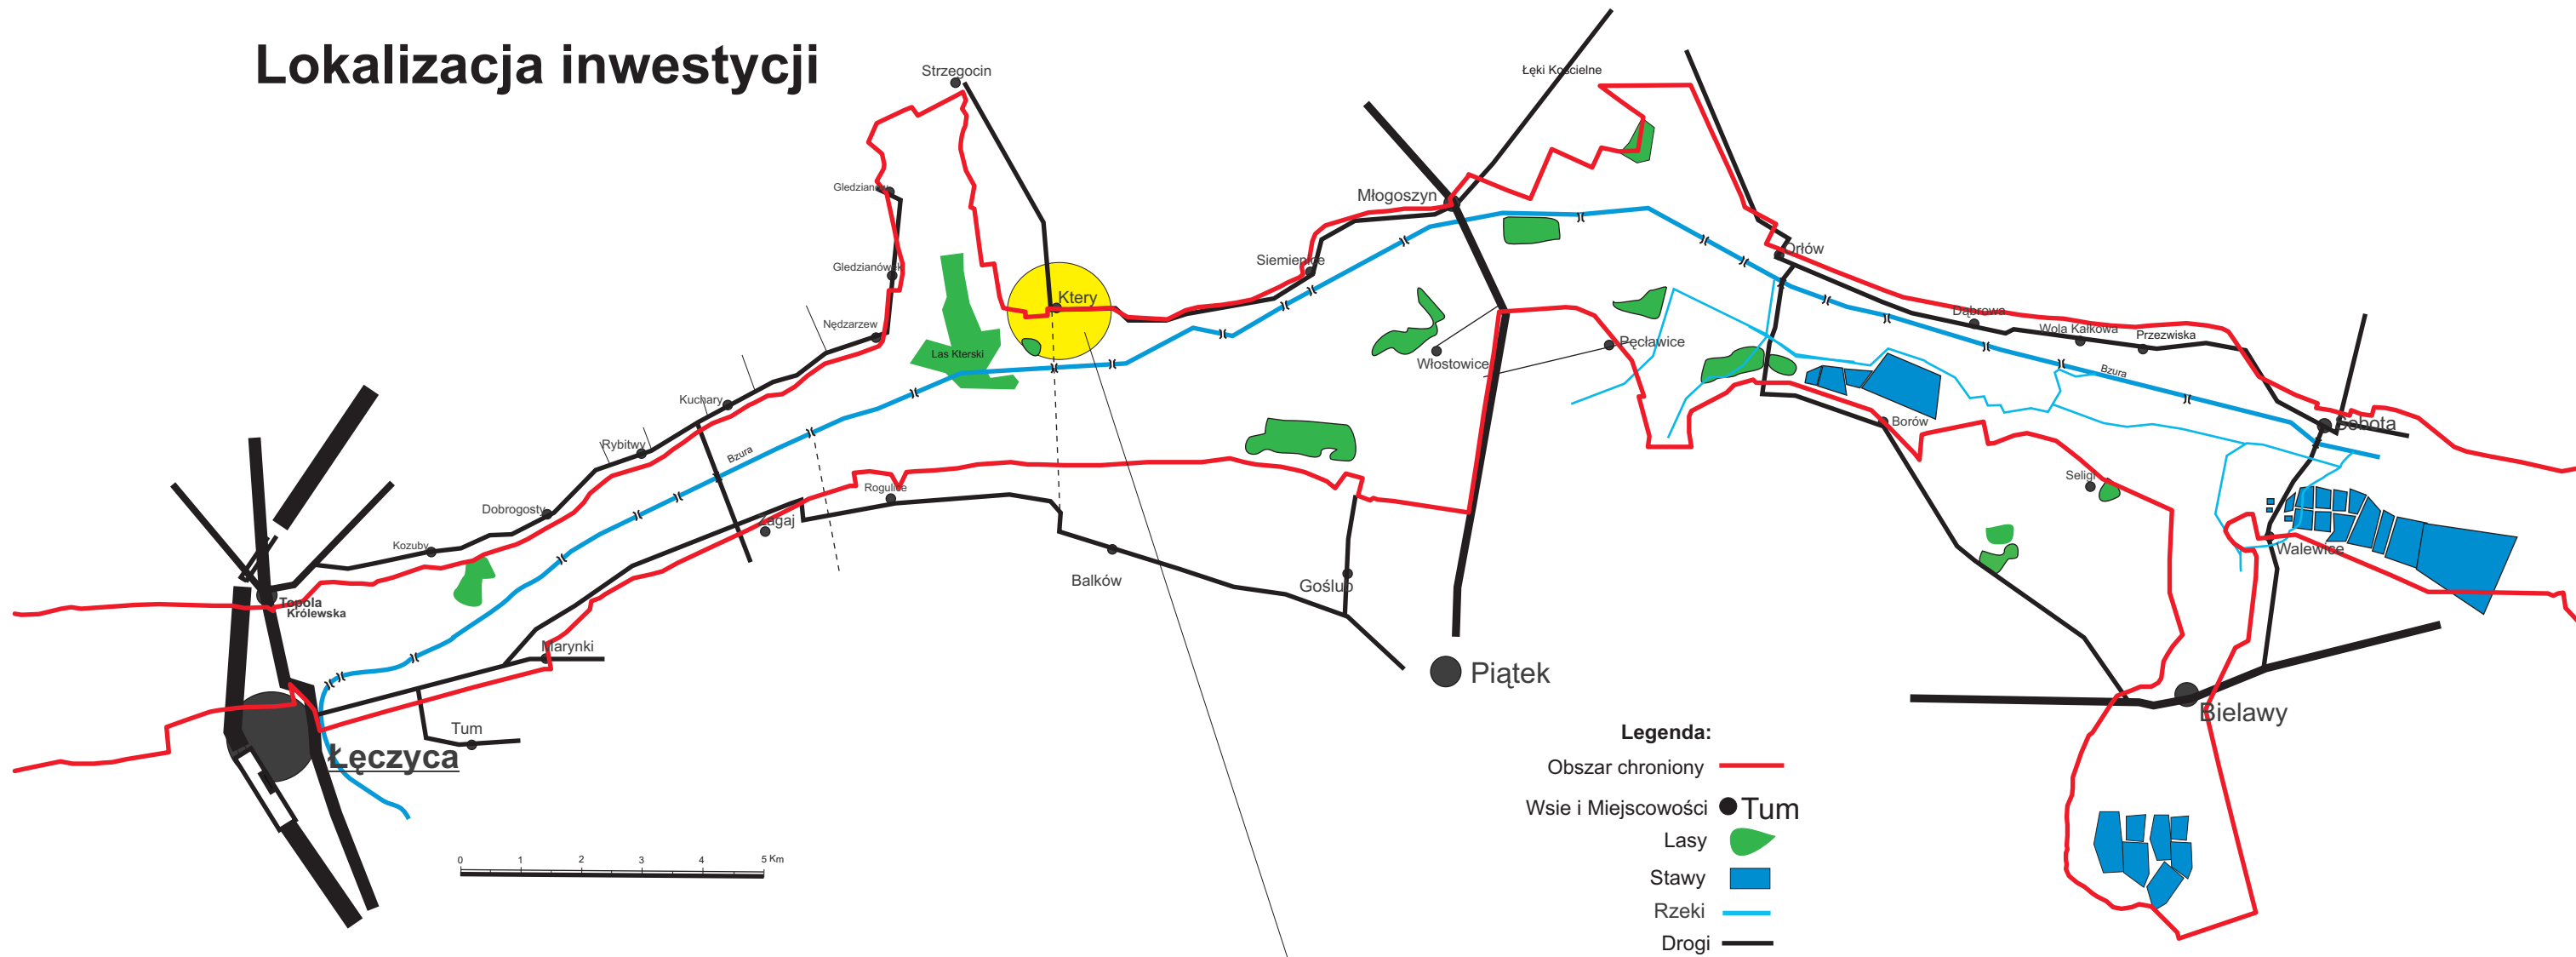 Lokalizacja inwestycji
Strzegocin
Łęki Kościelne
Gledzianów
Młogoszyn
Gledzianówek
Siemienice
Orłów
Ktery
Nędzarzew
Dąbrowa
Wola Kałkowa
Przezwiska
Las Kterski
Włostowice
Pęcławice
Bzura
Kuchary
Borów
Sobota
Rybitwy
Bzura
Seligi
Rogulice
Dobrogosty
Zagaj
Kozuby
Walewice
Balków
Goślub
Topola
Królewska
Marynki
Piątek
Bielawy
Tum
Łęczyca
Legenda:
Obszar chroniony
Wsie i Miejscowości Tum
Lasy
Stawy
Rzeki
Drogi
0 1 2 3 4 5 Km